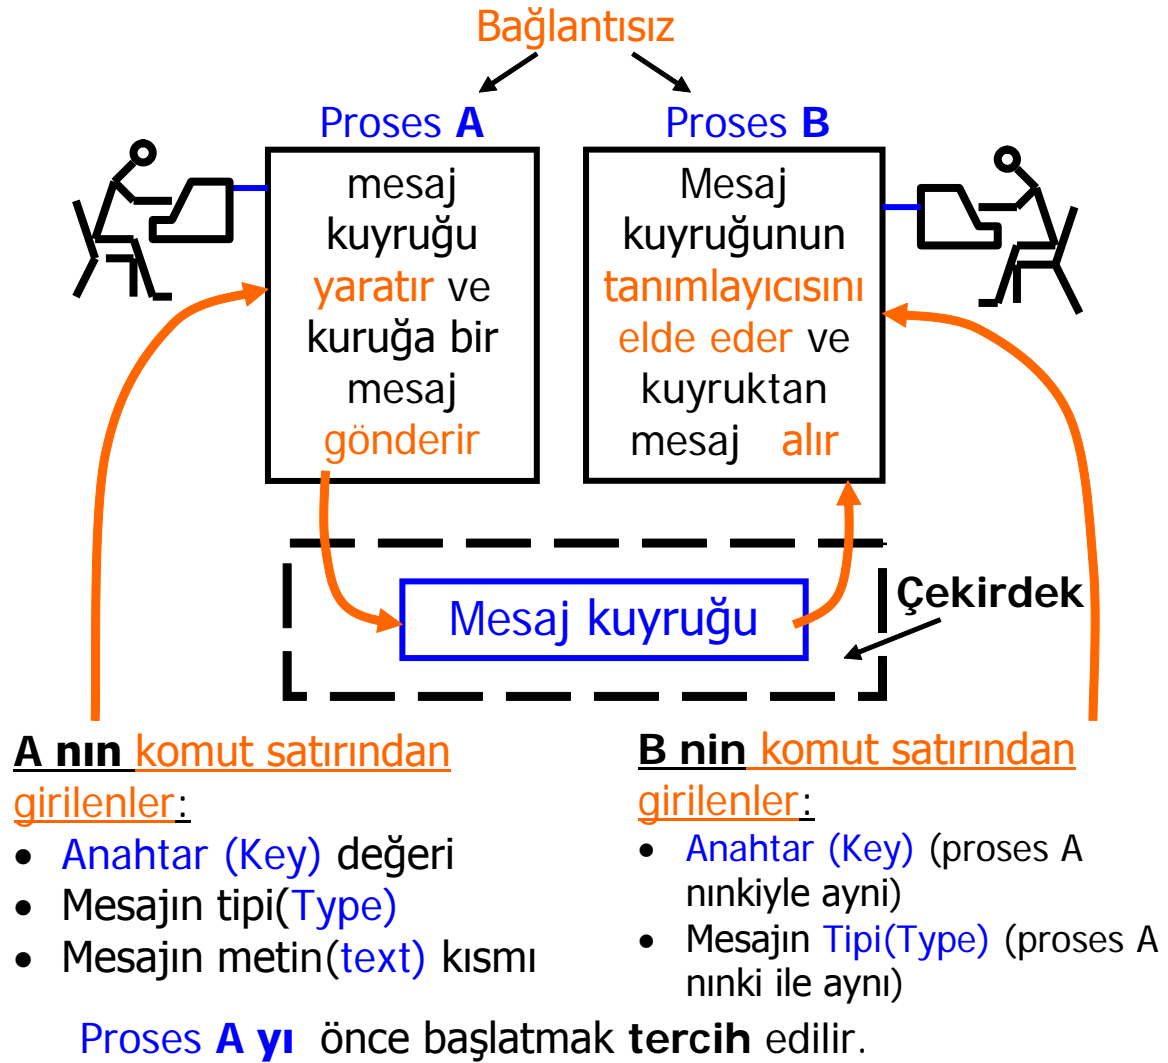 Bağlantısız
Proses A
mesaj
kuyruğu
yaratır ve
kuruğa bir
mesaj
gönderir
Proses B
Mesaj
kuyruğunun
tanımlayıcısını
elde eder ve
kuyruktan
mesaj alır
Mesaj kuyruğu
Çekirdek
A nın komut satırından
girilenler:
• Anahtar (Key) değeri
• Mesajın tipi(Type)
• Mesajın metin(text) kısmı
B nin komut satırından
girilenler:
• Anahtar (Key) (proses A
nınkiyle ayni)
• Mesajın Tipi(Type) (proses A
nınki ile aynı)
Proses A yı önce başlatmak tercih edilir.